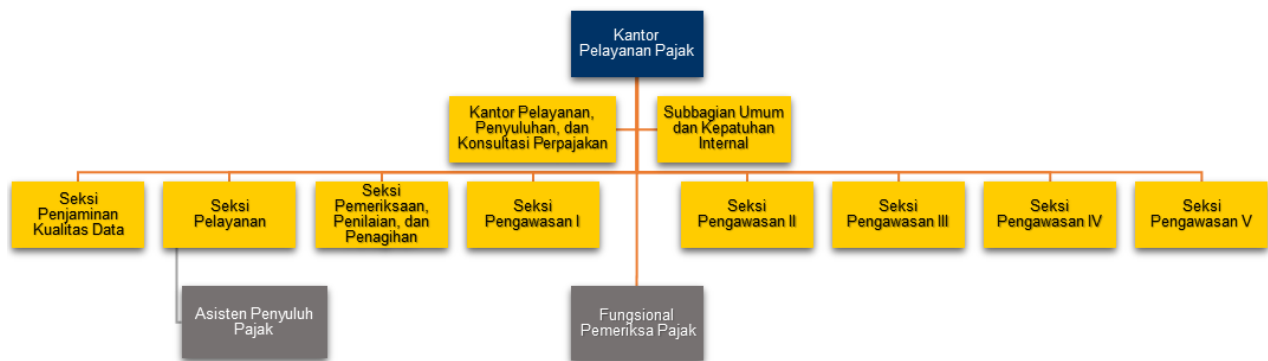 Kantor
Pelayanan Pajak
Kantor Pelayanan,
Penyuluhan, dan
Konsultasi Perpajakan
Subbagian Umum
dan Kepatuhan
Internal
Seksi
Penjaminan
Kualitas Data
Seksi
Pelayanan
Seksi
Pemeriksaan,
Penilaian, dan
Penagihan
Seksi
Pengawasan I
Seksi
Pengawasan II
Seksi
Pengawasan III
Seksi
Pengawasan IV
Seksi
Pengawasan V
Asisten Penyuluh
Pajak
Fungsional
Pemeriksa Pajak